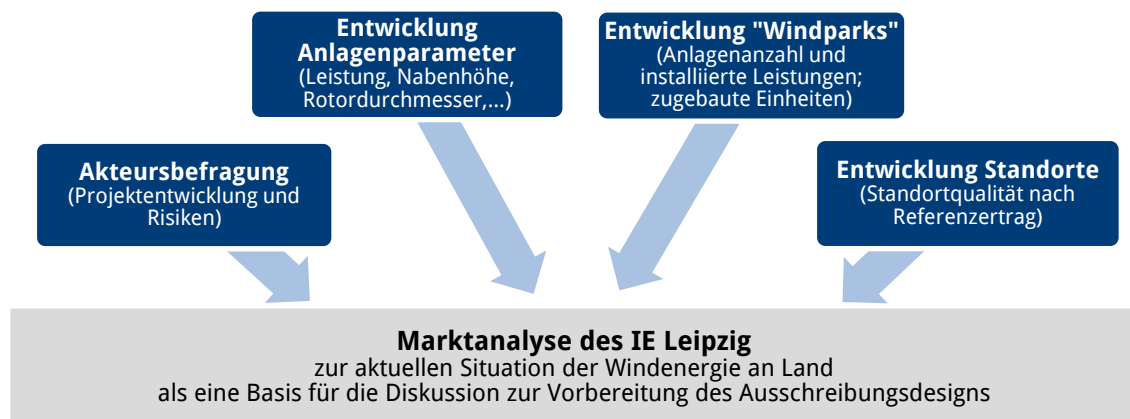 Entwicklung
Anlagenparameter
(Leistung, Nabenhöhe,
Rotordurchmesser,...)
Entwicklung "Windparks"
(Anlagenanzahl und
installiierte Leistungen;
zugebaute Einheiten)
Akteursbefragung
(Projektentwicklung und
Risiken)
Entwicklung Standorte
(Standortqualität nach
Referenzertrag)
Marktanalyse des IE Leipzig
zur aktuellen Situation der Windenergie an Land
als eine Basis für die Diskussion zur Vorbereitung des Ausschreibungsdesigns